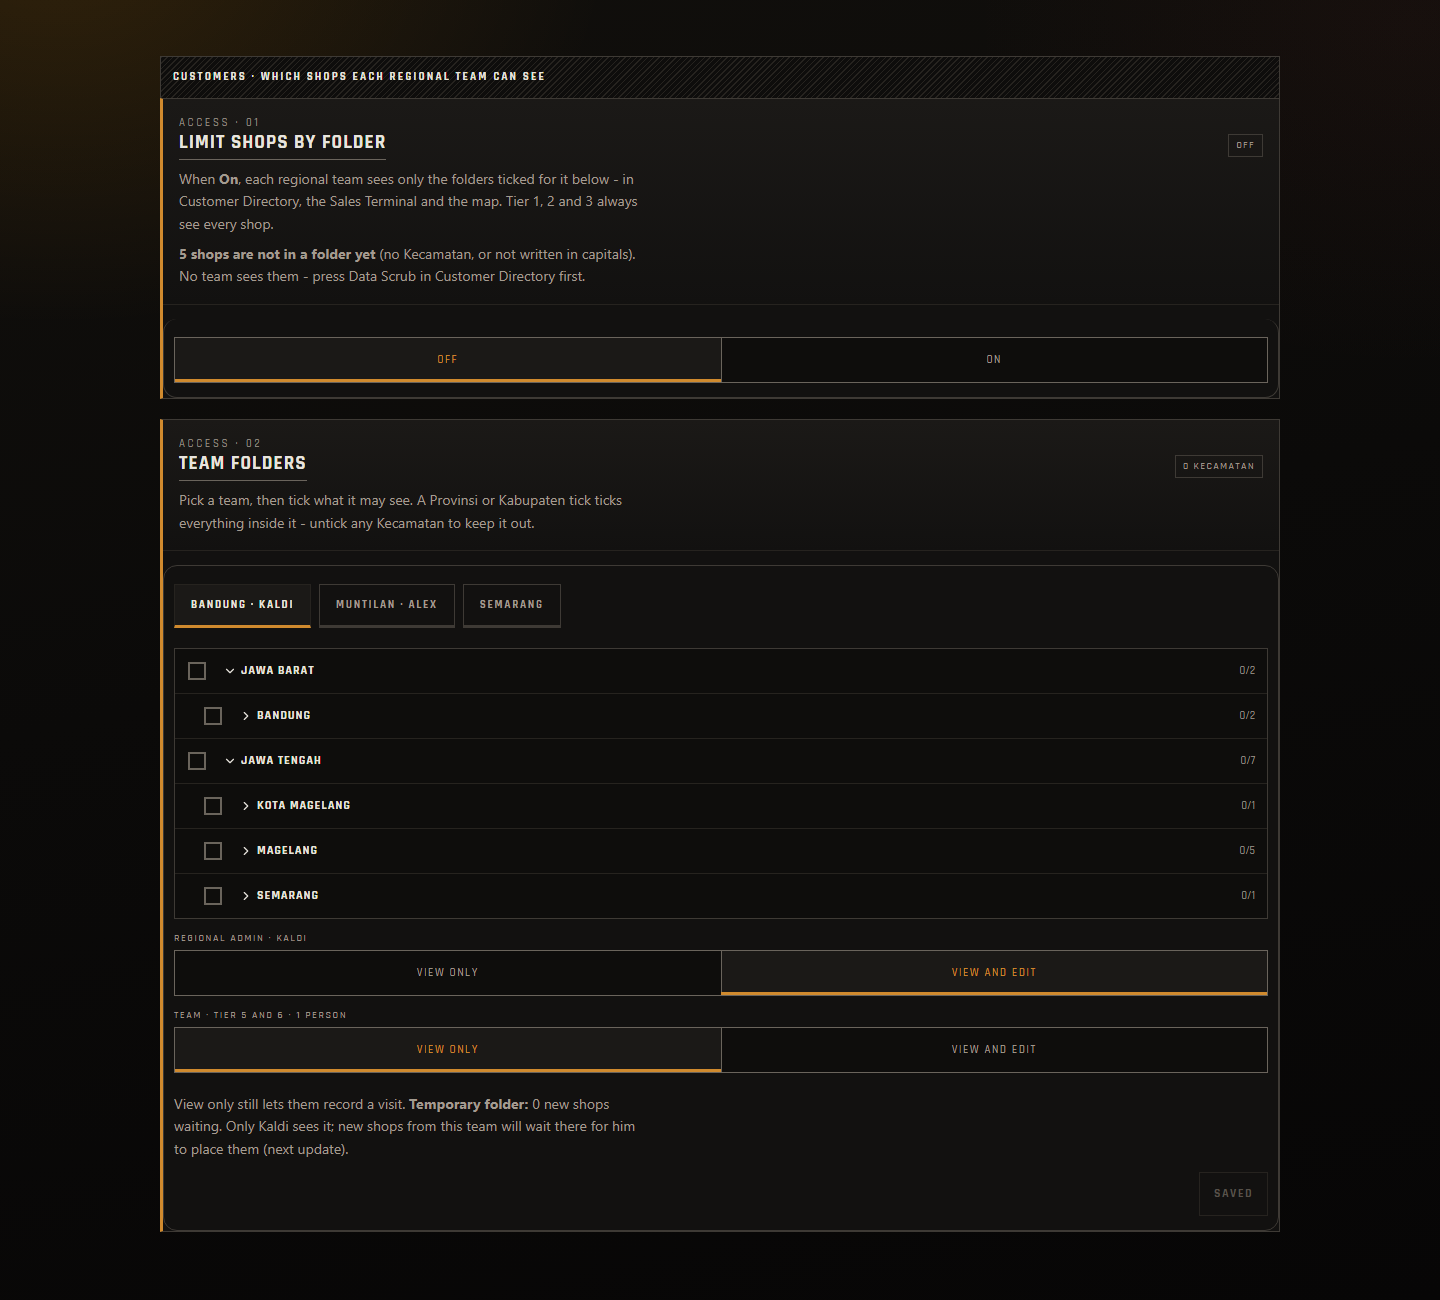 CUSTOMERS · WHICH SHOPS EACH REGIONAL TEAM CAN SEE
ACCESS · 01
LIMIT SHOPS BY FOLDER
OFF
When On, each regional team sees only the folders ticked for it below - in
Customer Directory, the Sales Terminal and the map. Tier 1, 2 and 3 always
see every shop.
5 shops are not in a folder yet (no Kecamatan, or not written in capitals).
No team sees them - press Data Scrub in Customer Directory first.
OFF
ON
ACCESS · 02
TEAM FOLDERS
0 KECAMATAN
Pick a team, then tick what it may see. A Provinsi or Kabupaten tick ticks
everything inside it - untick any Kecamatan to keep it out.
BANDUNG · KALDI
MUNTILAN · ALEX
SEMARANG
JAWA BARAT 0/2
BANDUNG 0/2
JAWA TENGAH 0/7
KOTA MAGELANG 0/1
MAGELANG 0/5
SEMARANG 0/1
REGIONAL ADMIN · KALDI
VIEW ONLY
VIEW AND EDIT
TEAM · TIER 5 AND 6 · 1 PERSON
VIEW ONLY
VIEW AND EDIT
View only still lets them record a visit. Temporary folder: 0 new shops
waiting. Only Kaldi sees it; new shops from this team will wait there for him
to place them (next update).
SAVED